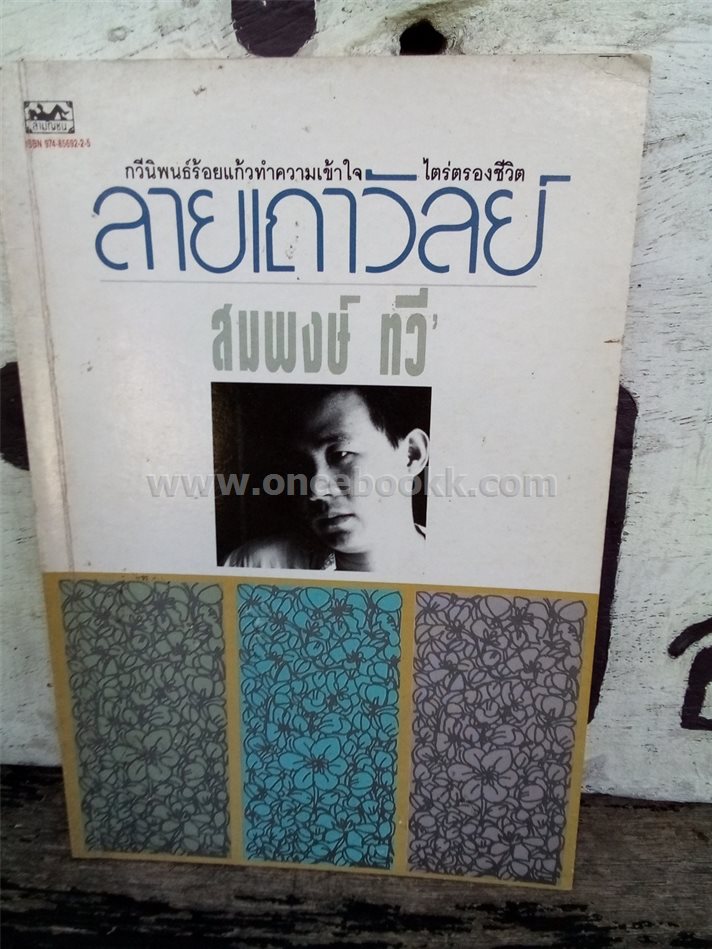 สามัญชน
ISBN 974-85692-2-5
กวีนิพนธ์ร้อยแก้วทำความเข้าใจ ไตร่ตรองชีวิต
ลายเถาวัลย์
สมพงษ์ ทวี'
www.oncebookk.com